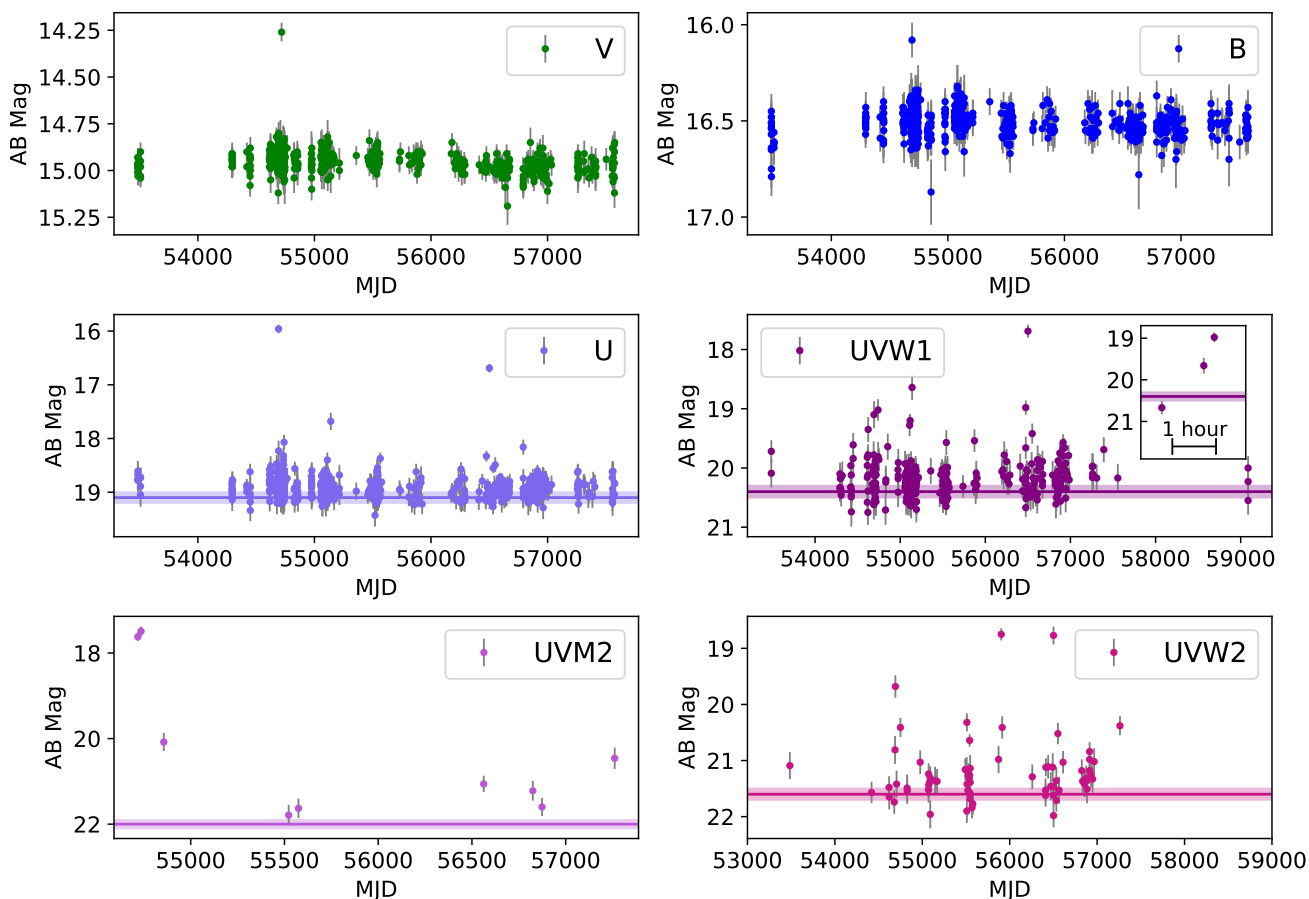 V
14.25
14.50
14.75
15.00
15.25
AB Mag
54000 55000 56000 57000
MJD
B
16.0
16.5
17.0
AB Mag
54000 55000 56000 57000
MJD
U
16
17
18
19
AB Mag
54000 55000 56000 57000
MJD
UVW1
18
19
20
21
AB Mag
19
20
21
1 hour
54000 55000 56000 57000 58000 59000
MJD
UVM2
18
20
22
AB Mag
55000 55500 56000 56500 57000
MJD
UVW2
19
20
21
22
AB Mag
53000 54000 55000 56000 57000 58000 59000
MJD